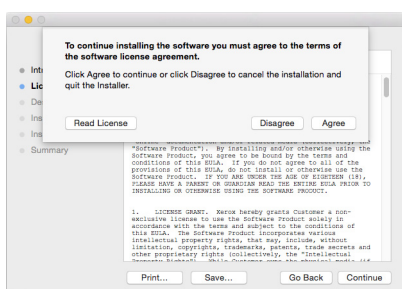 To continue installing the software you must agree to the terms of
the software license agreement.
Click Agree to continue or click Disagree to cancel the installation and
quit the Installer.
Read License
Disagree
Agree
Summary
"Software Product"). By installing and/or otherwise using the
Software Product, you agree to be bound by the terms and
conditions of this EULA. If you do not agree to all of the
provisions of this EULA, do not install or otherwise use the
Software Product. IF YOU ARE UNDER THE AGE OF EIGHTEEN (18),
PLEASE HAVE A PARENT OR GUARDIAN READ THE ENTIRE EULA PRIOR TO
INSTALLING OR OTHERWISE USING THE SOFTWARE PRODUCT.
1. LICENSE GRANT. Xerox hereby grants Customer a non-
exclusive license to use the Software Product solely in
accordance with the terms and subject to the conditions of
this EULA. The Software Product incorporates various
intellectual property rights, that may, include, without
limitation, copyrights, trademarks, patents, trade secrets and
other proprietary rights (collectively, the "Intellectual
Print...
Save...
Go Back
Continue